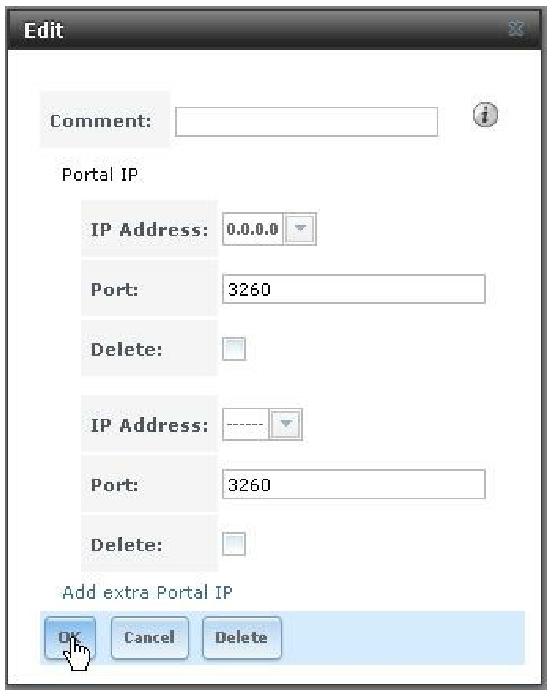 Edit
Comment:
Portal IP
IP Address: 0.0.0.0
Port: 3260
Delete:
IP Address: ------
Port: 3260
Delete:
Add extra Portal IP
OK Cancel Delete